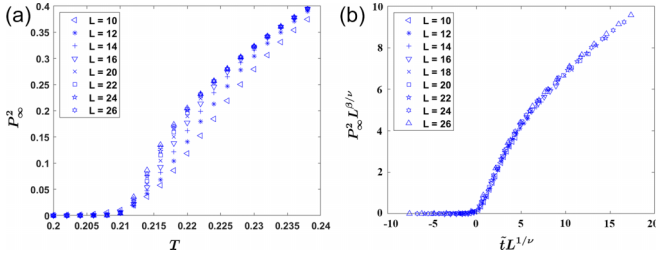 (a)
0.4
0.35
0.3
0.25
0.2
0.15
0.1
0.05
0
P²∞
L = 10
L = 12
L = 14
L = 16
L = 20
L = 22
L = 24
L = 26
0.2 0.205 0.21 0.215 0.22 0.225 0.23 0.235 0.24
T
(b)
10
8
6
4
2
0
P²∞ L^{β/ν}
L = 10
L = 12
L = 14
L = 16
L = 18
L = 20
L = 22
L = 24
L = 26
-10 -5 0 5 10 15 20
t̃L^{1/ν}